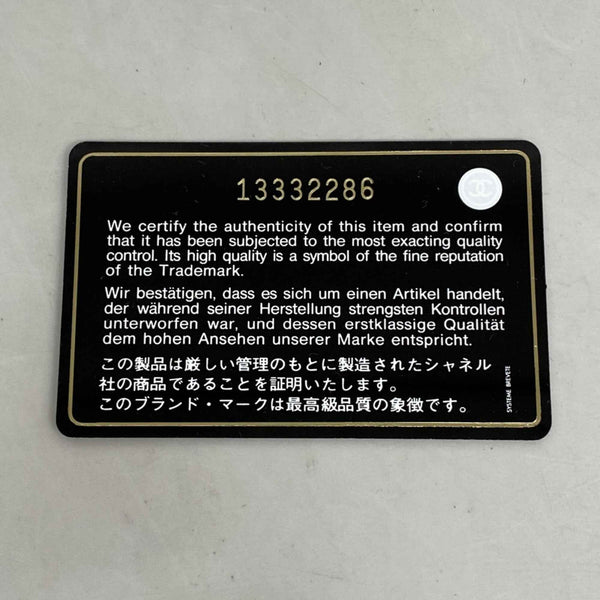 13332286
We certify the authenticity of this item and confirm
that it has been subjected to the most exacting quality
control. Its high quality is a symbol of the fine reputation
of the Trademark.
Wir bestätigen, dass es sich um einen Artikel handelt,
der während seiner Herstellung strengsten Kontrollen
unterworfen war, und dessen erstklassige Qualität
dem hohen Ansehen unserer Marke entspricht.
この製品は厳しい管理のもとに製造されたシャネル
社の商品であることを証明いたします。
このブランド・マークは最高級品質の象徴です。
SYSTEME BREVETE